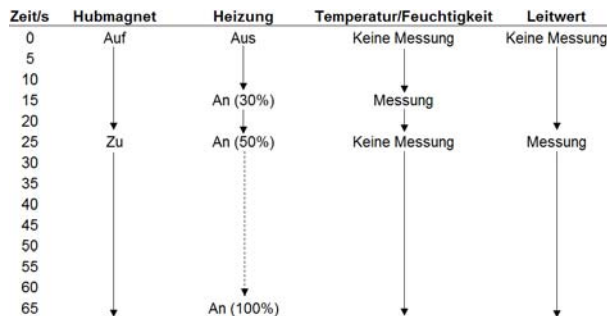 Zeit/s Hubmagnet Heizung Temperatur/Feuchtigkeit Leitwert
0 Auf Aus Keine Messung Keine Messung
5
10
15 An (30%) Messung
20
25 Zu An (50%) Keine Messung Messung
30
35
40
45
50
55
60
65 An (100%)